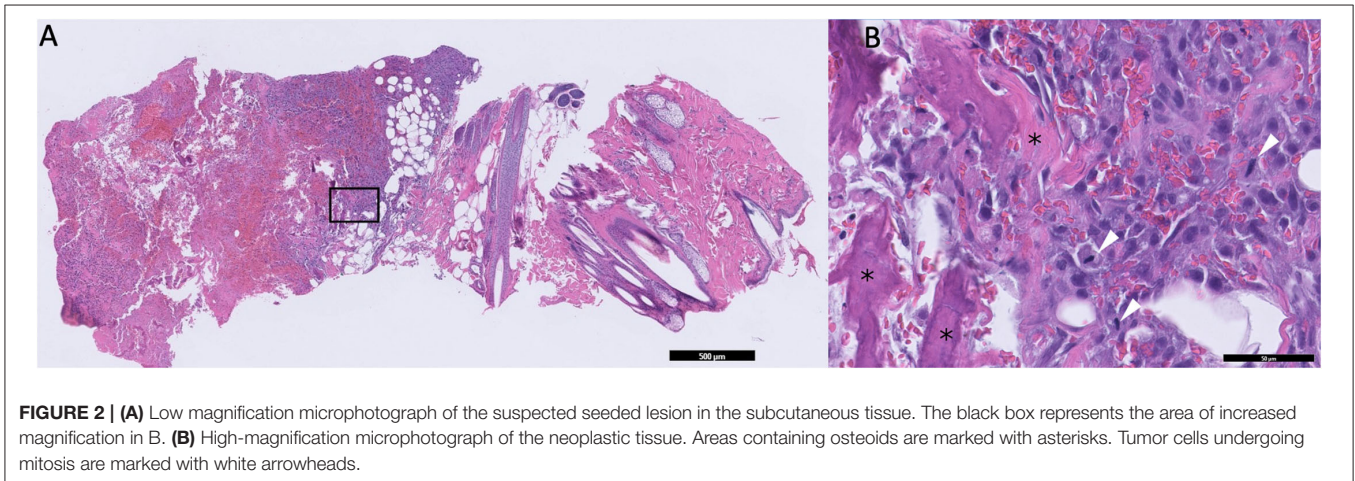 A
B
*
*
*
*
500 µm
50 µm
FIGURE 2 | (A) Low magnification microphotograph of the suspected seeded lesion in the subcutaneous tissue. The black box represents the area of increased
magnification in B. (B) High-magnification microphotograph of the neoplastic tissue. Areas containing osteoids are marked with asterisks. Tumor cells undergoing
mitosis are marked with white arrowheads.